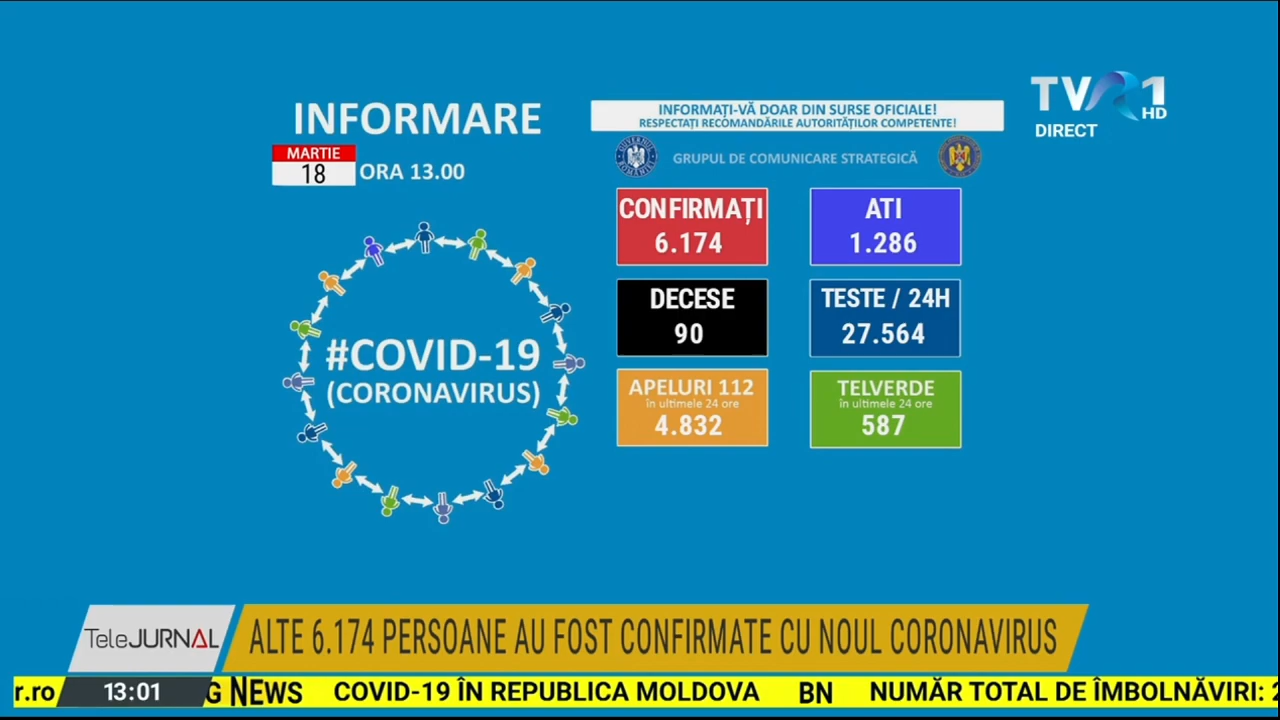 INFORMARE
MARTIE
18
ORA 13.00
#COVID-19
(CORONAVIRUS)
INFORMAȚI-VĂ DOAR DIN SURSE OFICIALE!
RESPECTAȚI RECOMANDĂRILE AUTORITĂȚILOR COMPETENTE!
GRUPUL DE COMUNICARE STRATEGICĂ
CONFIRMAȚI
6.174
ATI
1.286
DECESE
90
TESTE / 24H
27.564
APELURI 112
în ultimele 24 ore
4.832
TELVERDE
în ultimele 24 ore
587
TVR1
HD
DIRECT
TeleJURNAL
ALTE 6.174 PERSOANE AU FOST CONFIRMATE CU NOUL CORONAVIRUS
r.ro 13:01 G NEWS COVID-19 ÎN REPUBLICA MOLDOVA BN NUMĂR TOTAL DE ÎMBOLNĂVIRI: